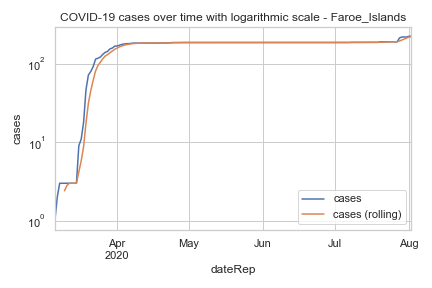 COVID-19 cases over time with logarithmic scale - Faroe_Islands
cases
10²
10¹
10⁰
Apr
2020
May
Jun
Jul
Aug
dateRep
cases
cases (rolling)